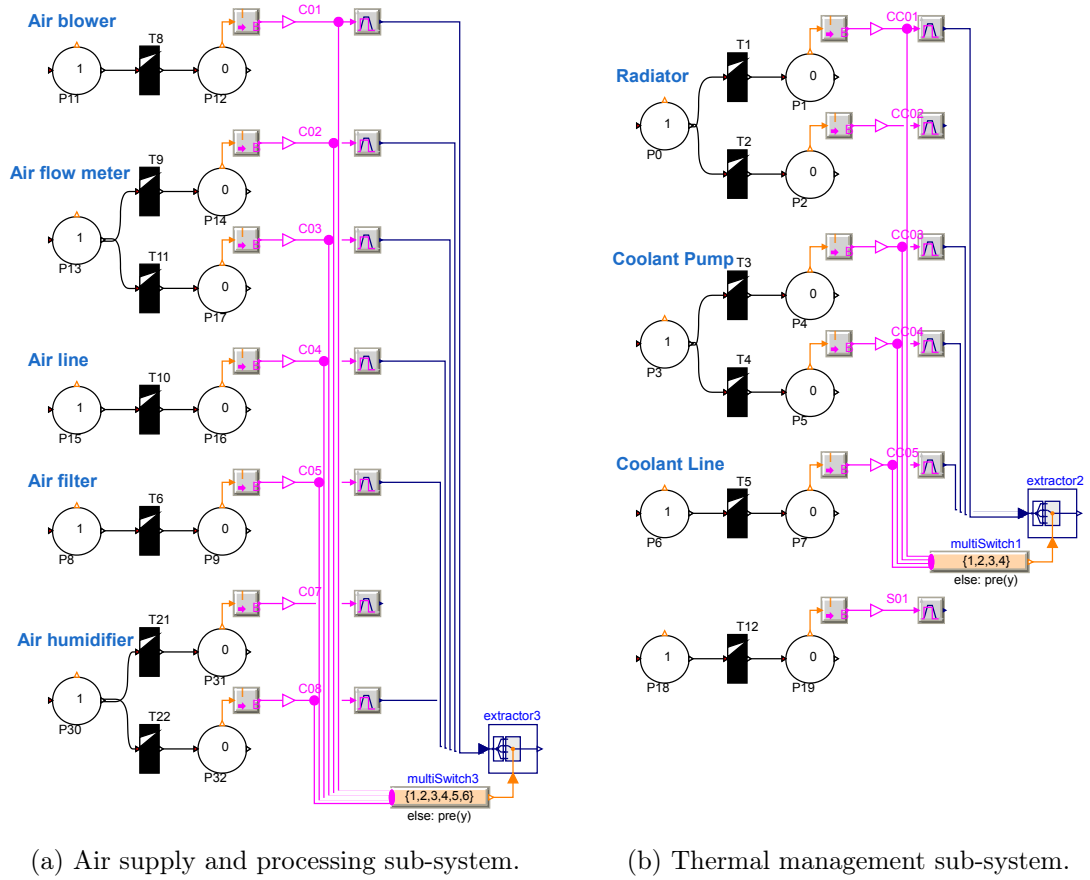 Air blower
C01
T8
1
0
P11
P12
C02
T9
Air flow meter
0
P14
1
C03
P13
T11
0
P17
Air line
C04
T10
1
0
P15
P16
Air filter
C05
T6
1
0
P8
P9
C07
T21
Air humidifier
0
P31
1
C08
P30
T22
0
P32
extractor3
multiSwitch3
{1,2,3,4,5,6}
else: pre(y)
(a) Air supply and processing sub-system.
CC01
T1
Radiator
0
P1
1
CC02
P0
T2
0
P2
CC03
Coolant Pump
T3
0
P4
1
CC04
P3
T4
0
P5
Coolant Line
CC05
T5
1
0
P6
P7
extractor2
multiSwitch1
{1,2,3,4}
else: pre(y)
S01
T12
1
0
P18
P19
(b) Thermal management sub-system.